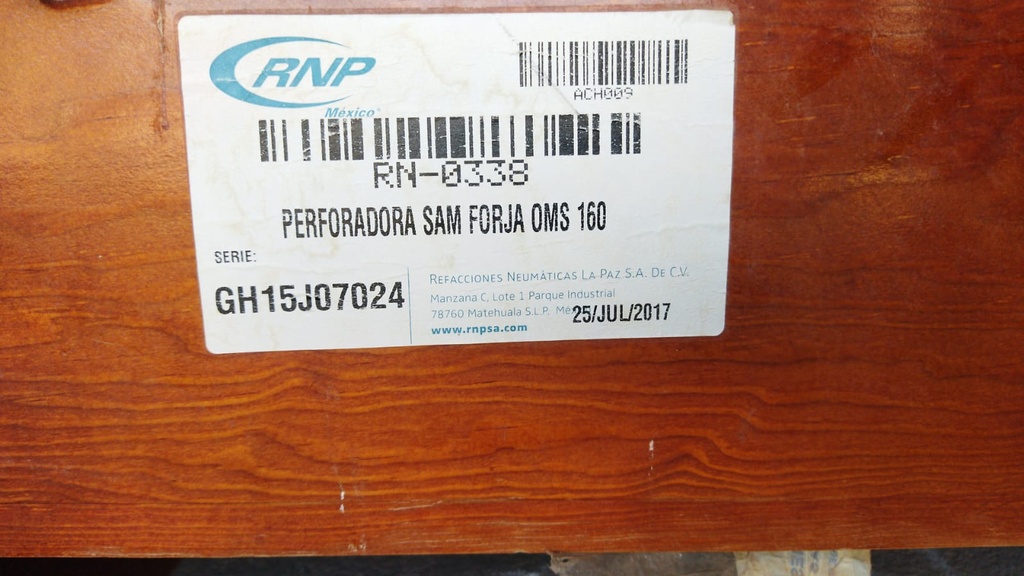 RNP
México
ACH009
RN-0338
PERFORADORA SAM FORJA OMS 160
SERIE:
GH15J07024
REFACCIONES NEUMÁTICAS LA PAZ S.A. DE C.V.
Manzana C, Lote 1 Parque Industrial
78760 Matehuala S.L.P. Mé
25/JUL/2017
www.rnpsa.com